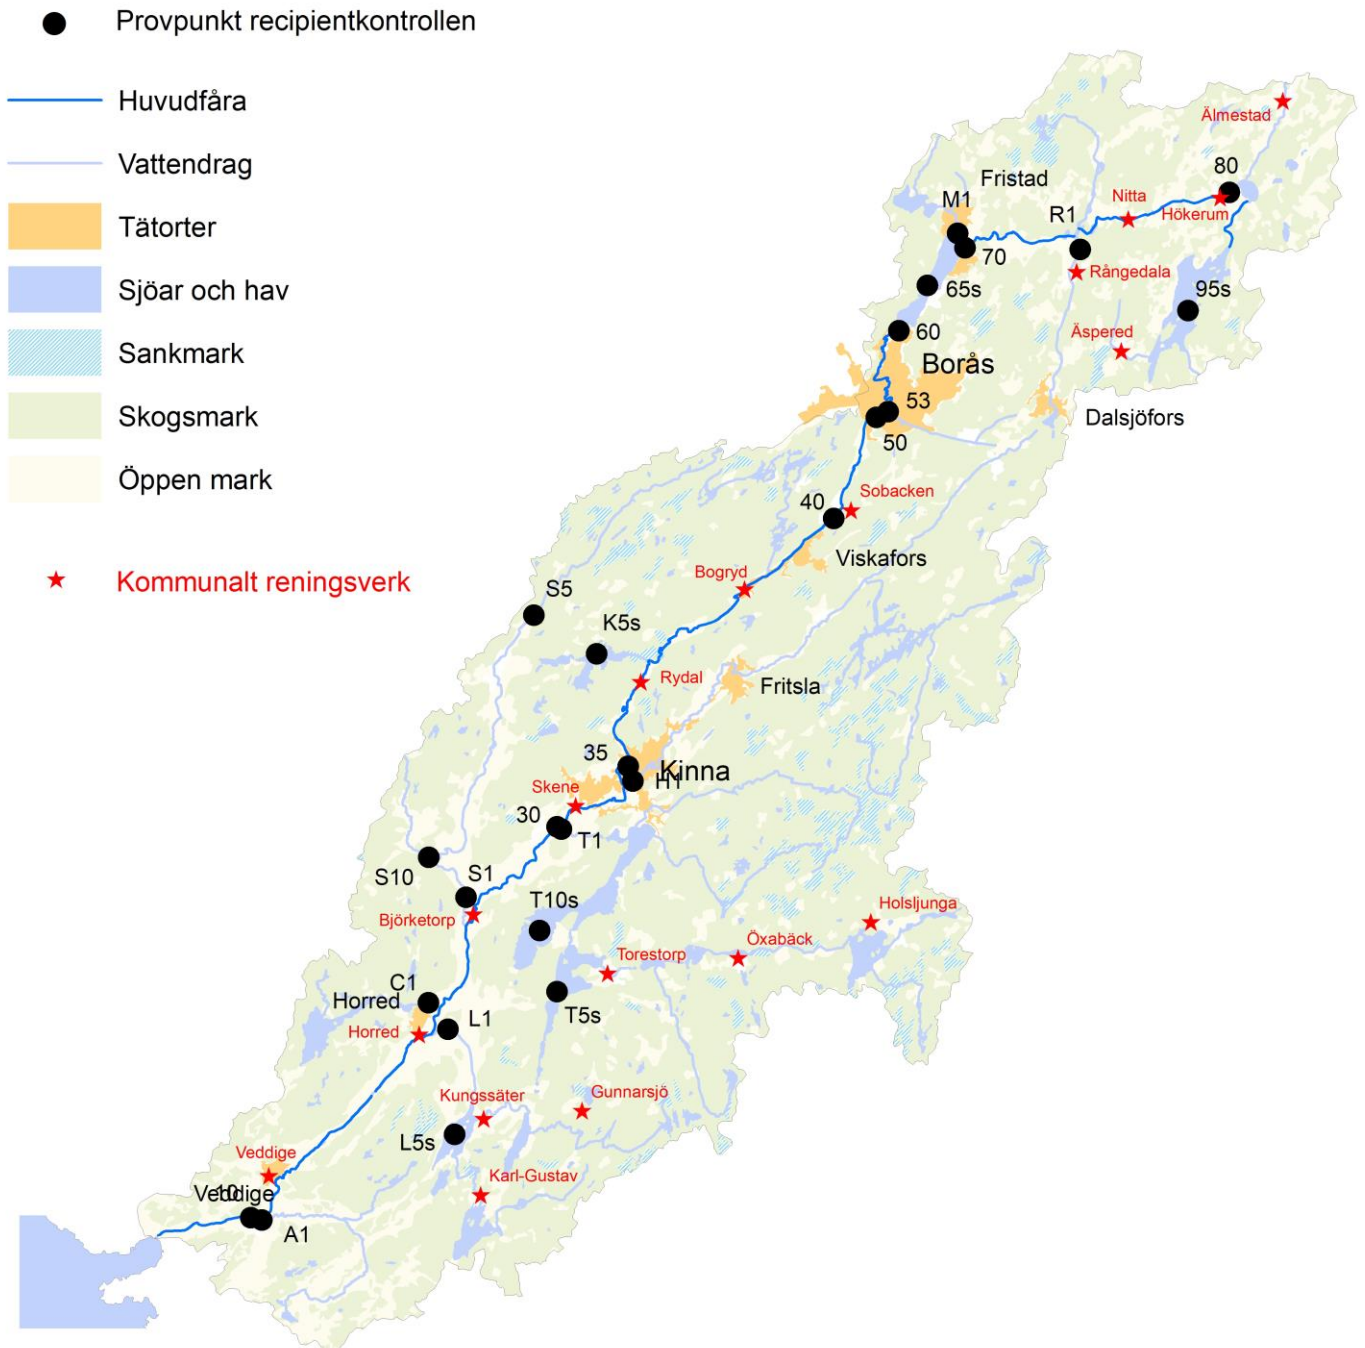 Provpunkt recipientkontrollen
Huvudfåra
Vattendrag
Tätorter
Sjöar och hav
Sankmark
Skogsmark
Öppen mark
Kommunalt reningsverk
Älmestad
80
Fristad
Nitta
M1
R1
Hökerum
70
Rångedala
65s
95s
60
Äspered
Borås
53
Dalsjöfors
50
Sobacken
40
Viskafors
Bogryd
S5
K5s
Rydal
Fritsla
35
Kinna
H1
Skene
30
T1
S10
S1
T10s
Holsljunga
Björketorp
Öxabäck
Torestorp
C1
Horred
T5s
L1
Horred
Kungssäter
Gunnarsjö
L5s
Veddige
Karl-Gustav
10
Veddige
A1